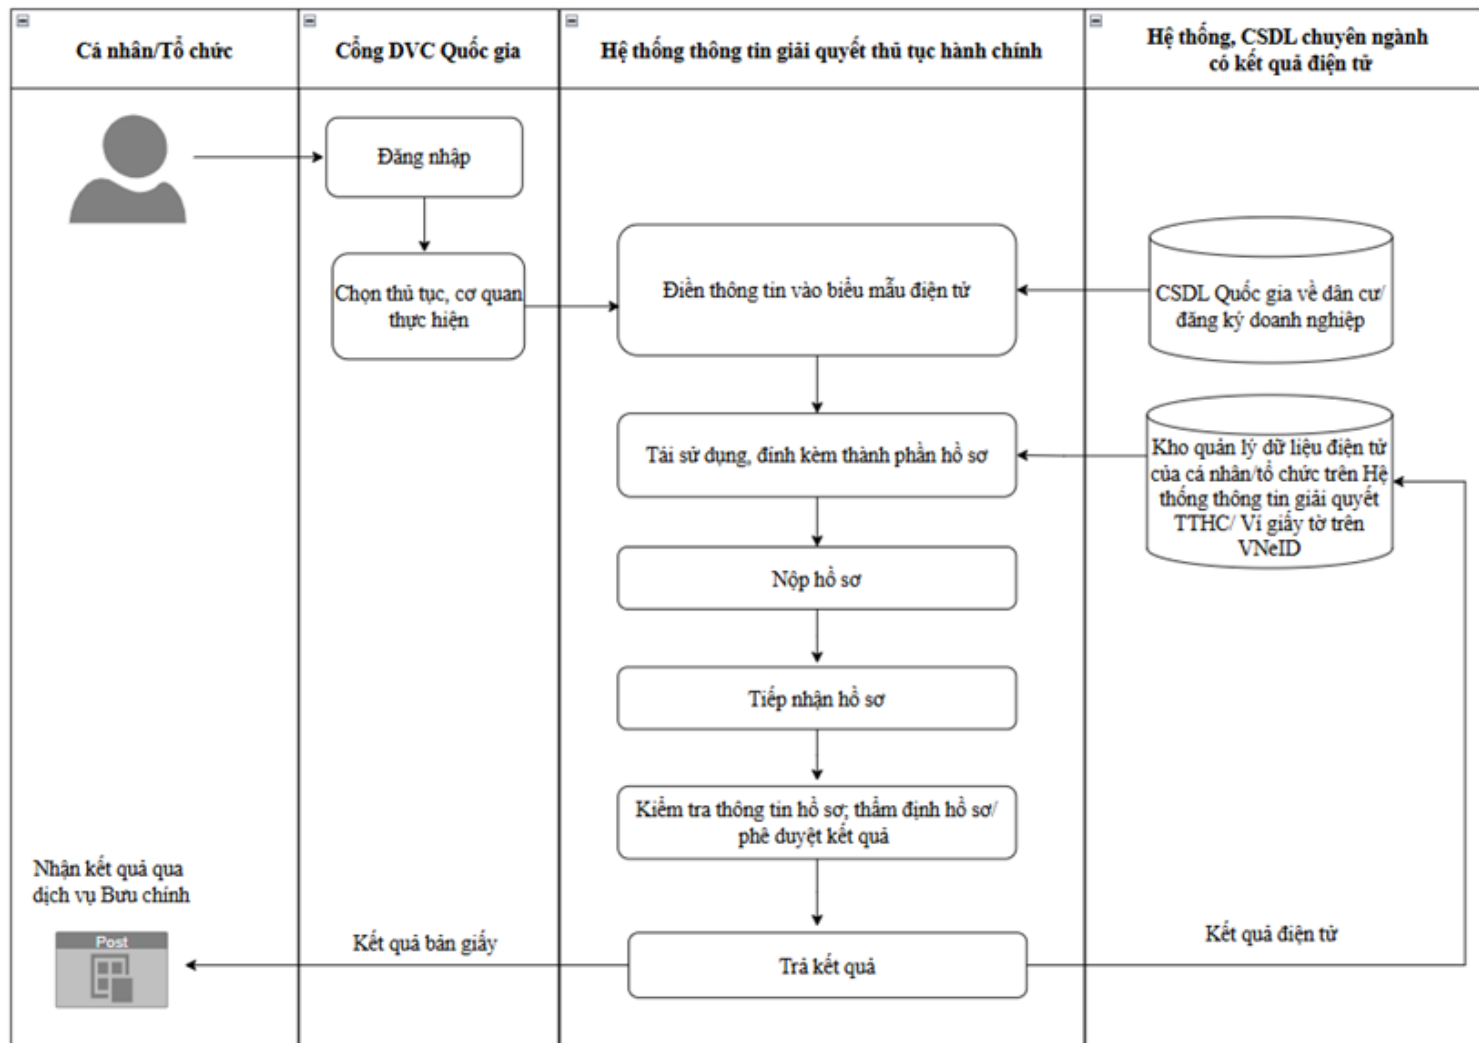 Cá nhân/Tổ chức
Cổng DVC Quốc gia
Hệ thống thông tin giải quyết thủ tục hành chính
Hệ thống, CSDL chuyên ngành
có kết quả điện tử
Đăng nhập
Chọn thủ tục, cơ quan
thực hiện
Điền thông tin vào biểu mẫu điện tử
CSDL Quốc gia về dân cư/
đăng ký doanh nghiệp
Tái sử dụng, đính kèm thành phần hồ sơ
Kho quản lý dữ liệu điện tử
của cá nhân/tổ chức trên Hệ
thống thông tin giải quyết
TTHC/ Ví giấy tờ trên
VNeID
Nộp hồ sơ
Tiếp nhận hồ sơ
Kiểm tra thông tin hồ sơ; thẩm định hồ sơ/
phê duyệt kết quả
Nhận kết quả qua
dịch vụ Bưu chính
Post
Kết quả bản giấy
Trả kết quả
Kết quả điện tử